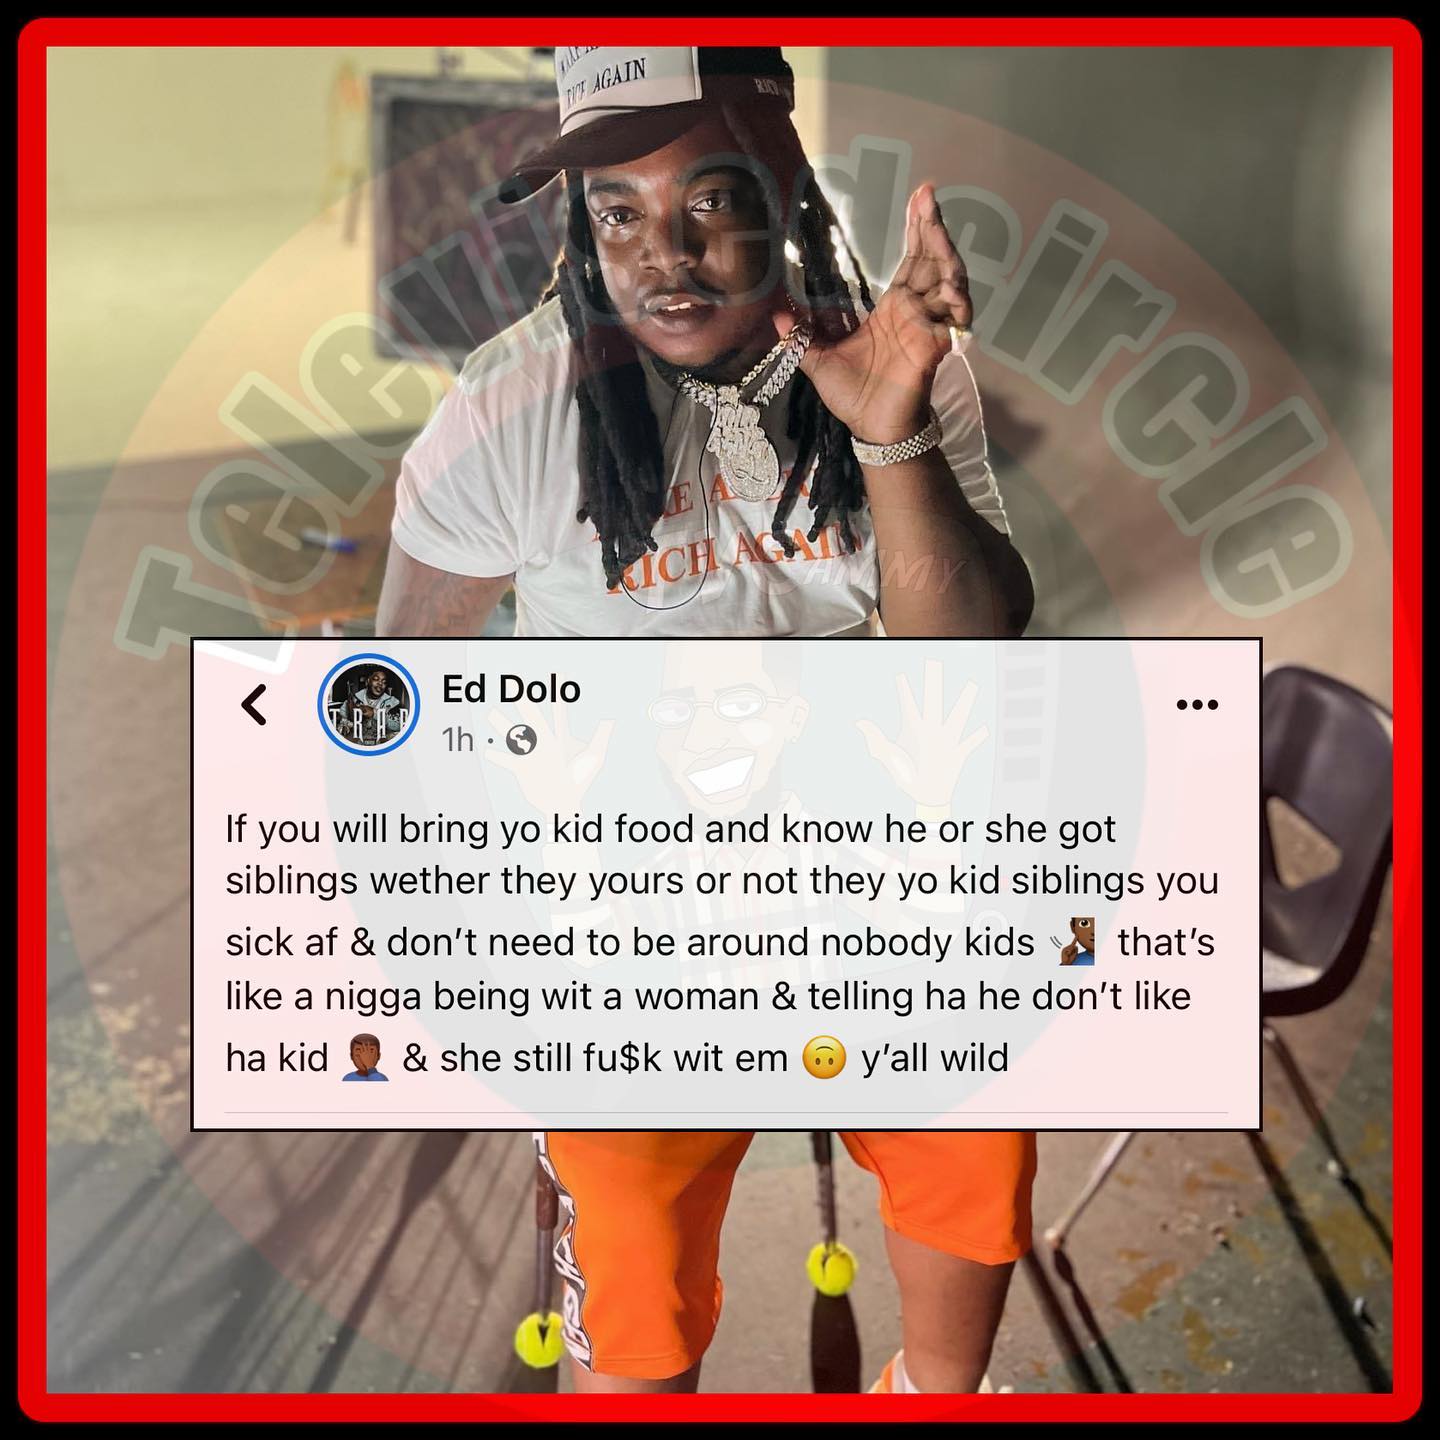 RICH AGAIN
RICH
Televisedcircle
RICH AGAIN
Ed Dolo
1h ·
If you will bring yo kid food and know he or she got
siblings wether they yours or not they yo kid siblings you
sick af & don’t need to be around nobody kids 🧏🏾‍♂️ that’s
like a nigga being wit a woman & telling ha he don’t like
ha kid 🤦🏾‍♂️ & she still fu$k wit em 🙃 y’all wild